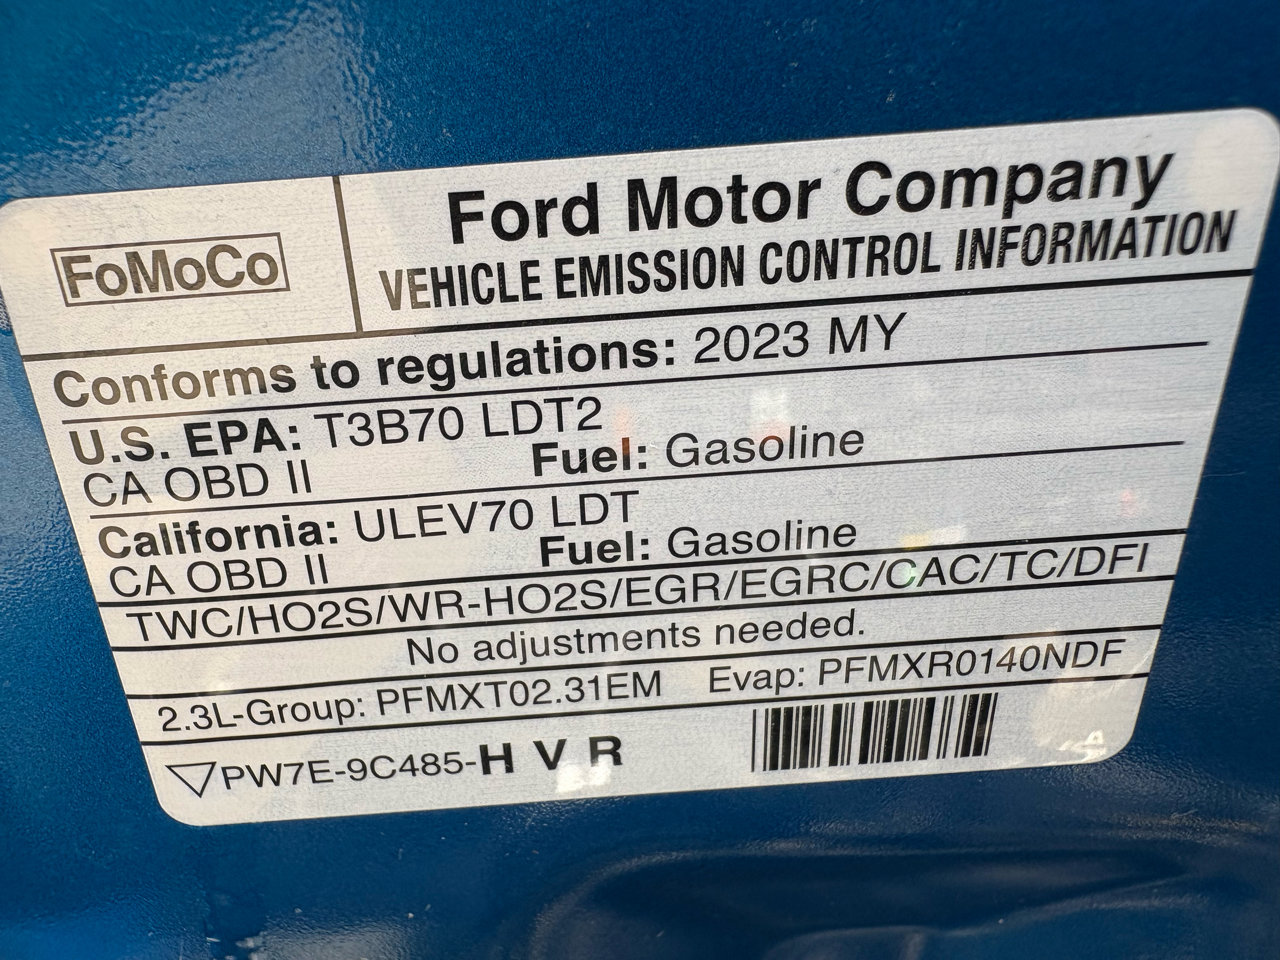 FoMoCo
Ford Motor Company
VEHICLE EMISSION CONTROL INFORMATION
Conforms to regulations: 2023 MY
U.S. EPA: T3B70 LDT2
CA OBD II Fuel: Gasoline
California: ULEV70 LDT
CA OBD II Fuel: Gasoline
TWC/HO2S/WR-HO2S/EGR/EGRC/CAC/TC/DFI
No adjustments needed.
2.3L-Group: PFMXT02.31EM Evap: PFMXR0140NDF
PW7E-9C485-H V R